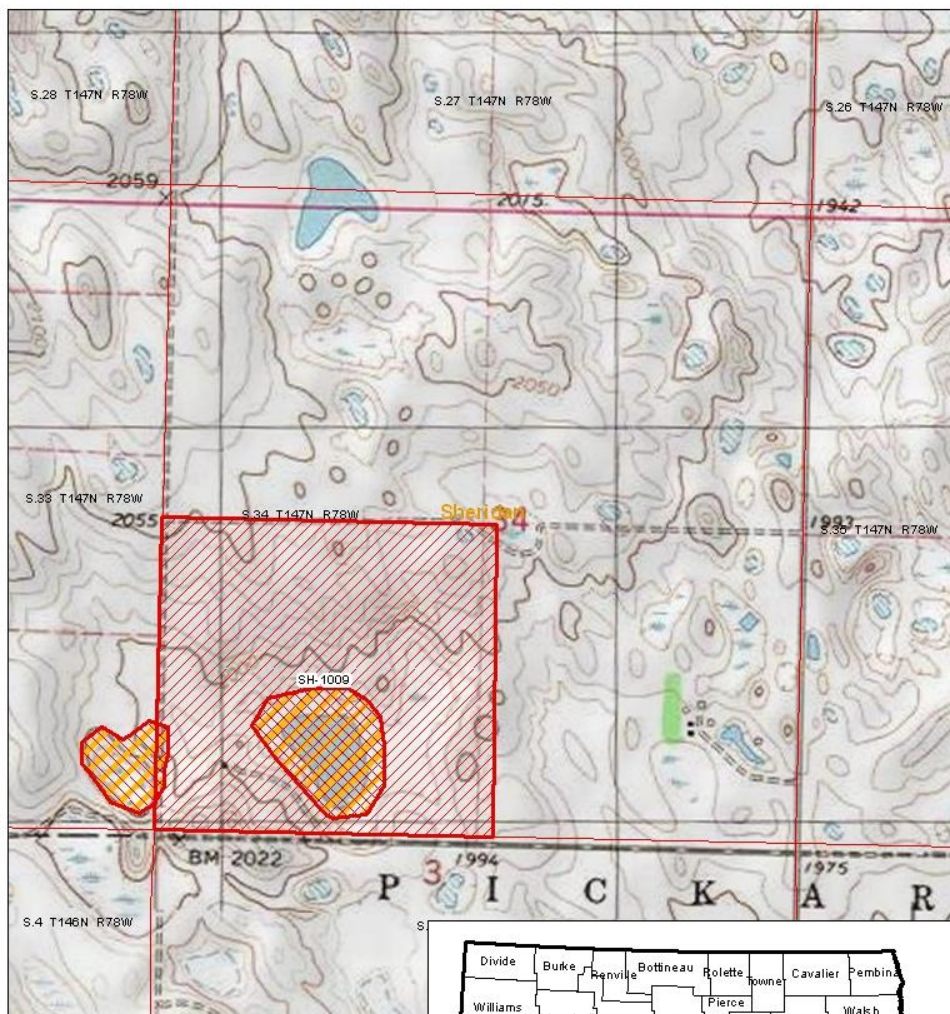 S.28 T147N R78W
S.27 T147N R78W
S.26 T147N R78W
2059
2015
1942
2050
S.33 T147N R78W
2055
S.34 T147N R78W
Sheridan
34
1993
S.35 T147N R78W
SH-1009
BM 2022
3
1994
1975
P I C K A R
S.4 T146N R78W
S.
Divide
Burke
Renville
Bottineau
Rolette
Towner
Cavalier
Pembina
Williams
Pierce
Walsh